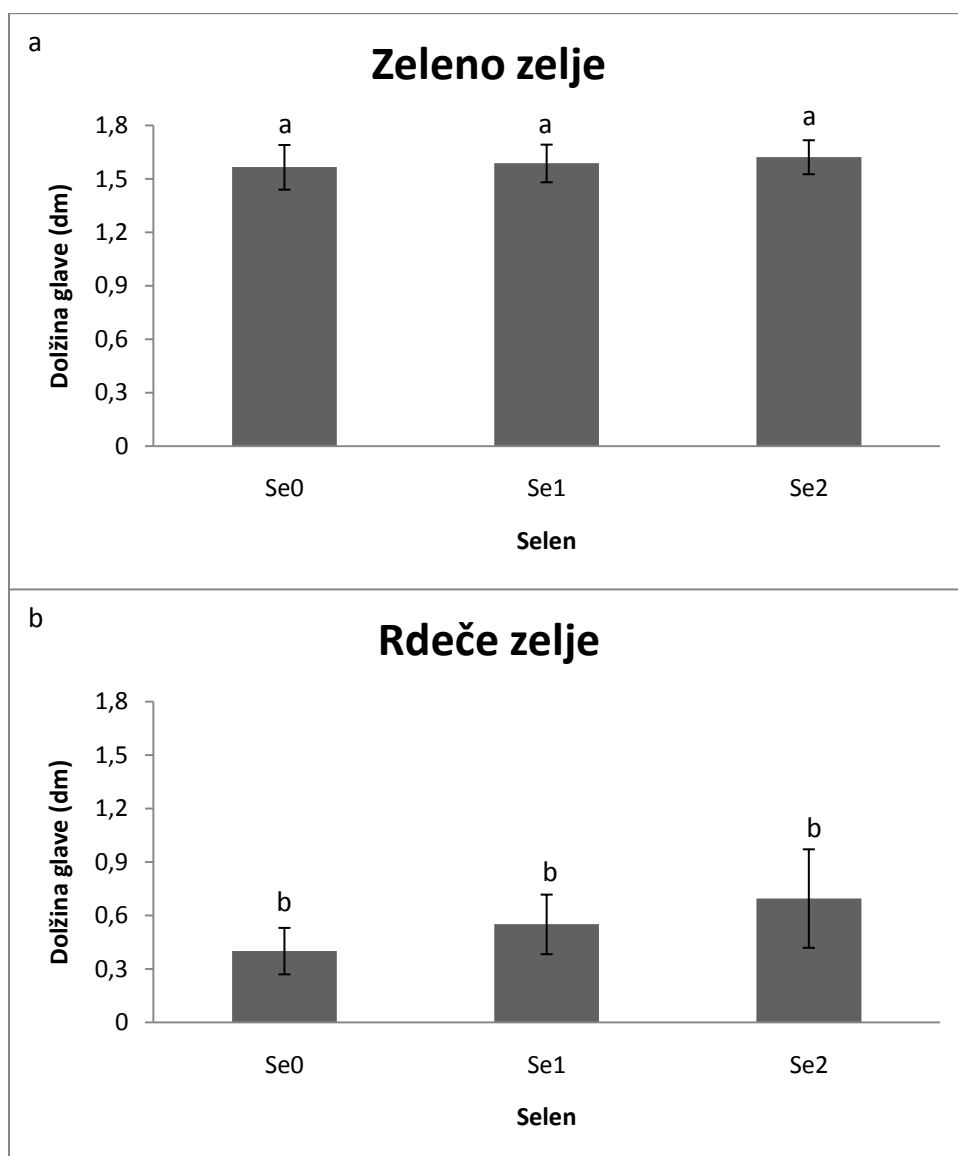 a
Zeleno zelje
Dolžina glave (dm)
1,8
1,5
1,2
0,9
0,6
0,3
0
a
a
a
Se0
Se1
Se2
Selen
b
Rdeče zelje
Dolžina glave (dm)
1,8
1,5
1,2
0,9
0,6
0,3
0
b
b
b
Se0
Se1
Se2
Selen